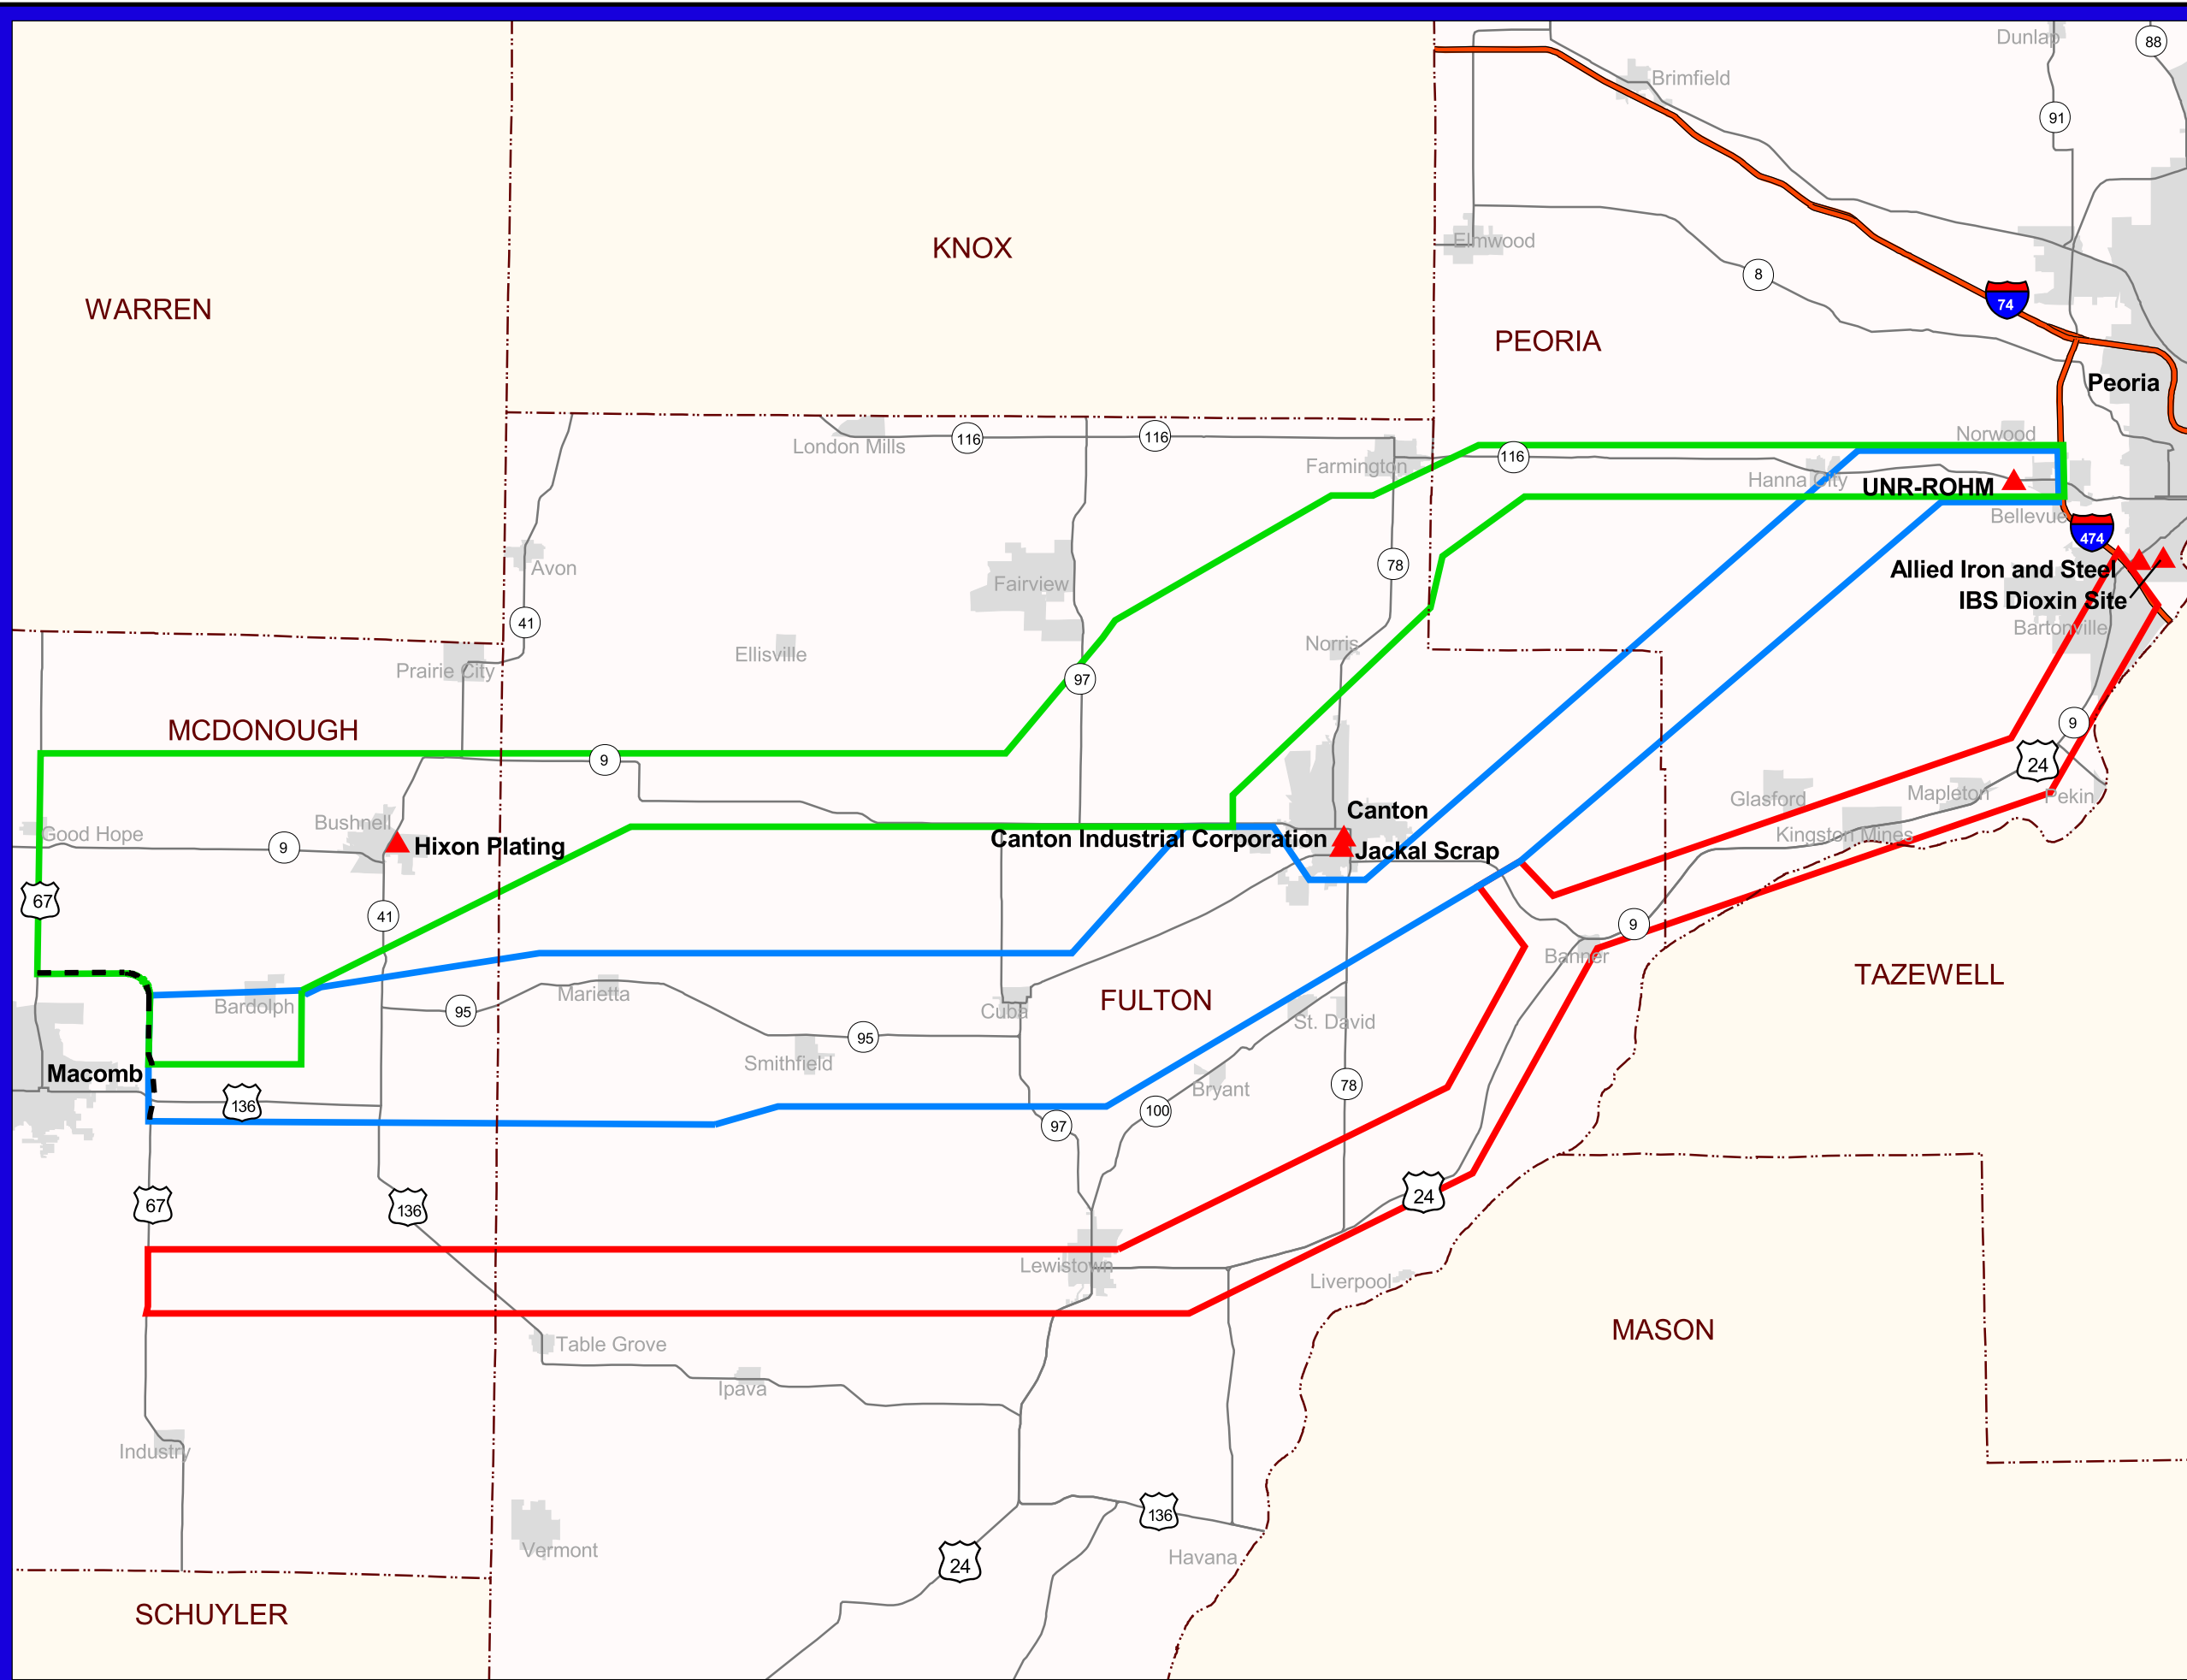 Dunlap
88
Brimfield
91
KNOX
Elmwood
8
WARREN
74
PEORIA
Peoria
London Mills
116
116
Farmington
116
Norwood
Hanna City
UNR-ROHM
Bellevue
474
Avon
Fairview
78
Allied Iron and Steel
IBS Dioxin Site
41
Bartonville
Ellisville
Norris
Prairie City
97
MCDONOUGH
9
9
24
Glasford
Mapleton
Pekin
Canton
Good Hope
Bushnell
Kingston Mines
9
Hixon Plating
Canton Industrial Corporation
Jackal Scrap
67
41
9
Banner
TAZEWELL
Bardolph
95
Marietta
Cuba
FULTON
St. David
95
Smithfield
Macomb
136
Bryant
78
100
97
67
136
24
Lewistown
Liverpool
Table Grove
MASON
Ipava
Industry
136
Vermont
24
Havana
SCHUYLER